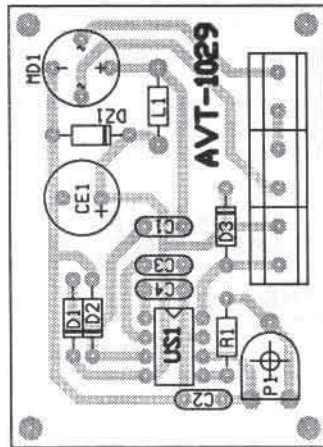 MD1
- +
DZ1
L1
AVT-1029
CE1
+
C1
D3
C3
C4
D1
D2
US1
R1
P1
C2